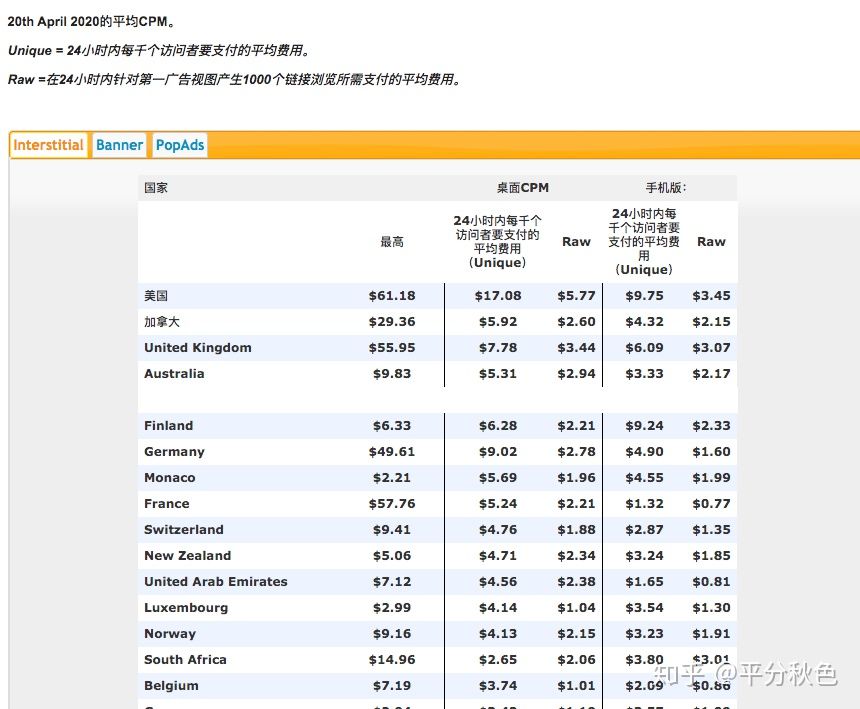 20th April 2020的平均CPM。
Unique = 24小时内每千个访问者要支付的平均费用。
Raw =在24小时内针对第一广告视图产生1000个链接浏览所需支付的平均费用。
Interstitial Banner PopAds
国家 桌面CPM 手机版：
最高 24小时内每千个访问者要支付的平均费用（Unique） Raw 24小时内每千个访问者要支付的平均费用（Unique） Raw
美国 $61.18 $17.08 $5.77 $9.75 $3.45
加拿大 $29.36 $5.92 $2.60 $4.32 $2.15
United Kingdom $55.95 $7.78 $3.44 $6.09 $3.07
Australia $9.83 $5.31 $2.94 $3.33 $2.17
Finland $6.33 $6.28 $2.21 $9.24 $2.33
Germany $49.61 $9.02 $2.78 $4.90 $1.60
Monaco $2.21 $5.69 $1.96 $4.55 $1.99
France $57.76 $5.24 $2.21 $1.32 $0.77
Switzerland $9.41 $4.76 $1.88 $2.87 $1.35
New Zealand $5.06 $4.71 $2.34 $3.24 $1.85
United Arab Emirates $7.12 $4.56 $2.38 $1.65 $0.81
Luxembourg $2.99 $4.14 $1.04 $3.54 $1.30
Norway $9.16 $4.13 $2.15 $3.23 $1.91
South Africa $14.96 $2.65 $2.06 $3.80 $3.01
Belgium $7.19 $3.74 $1.01 $2.09 $0.86
知乎 @平分秋色